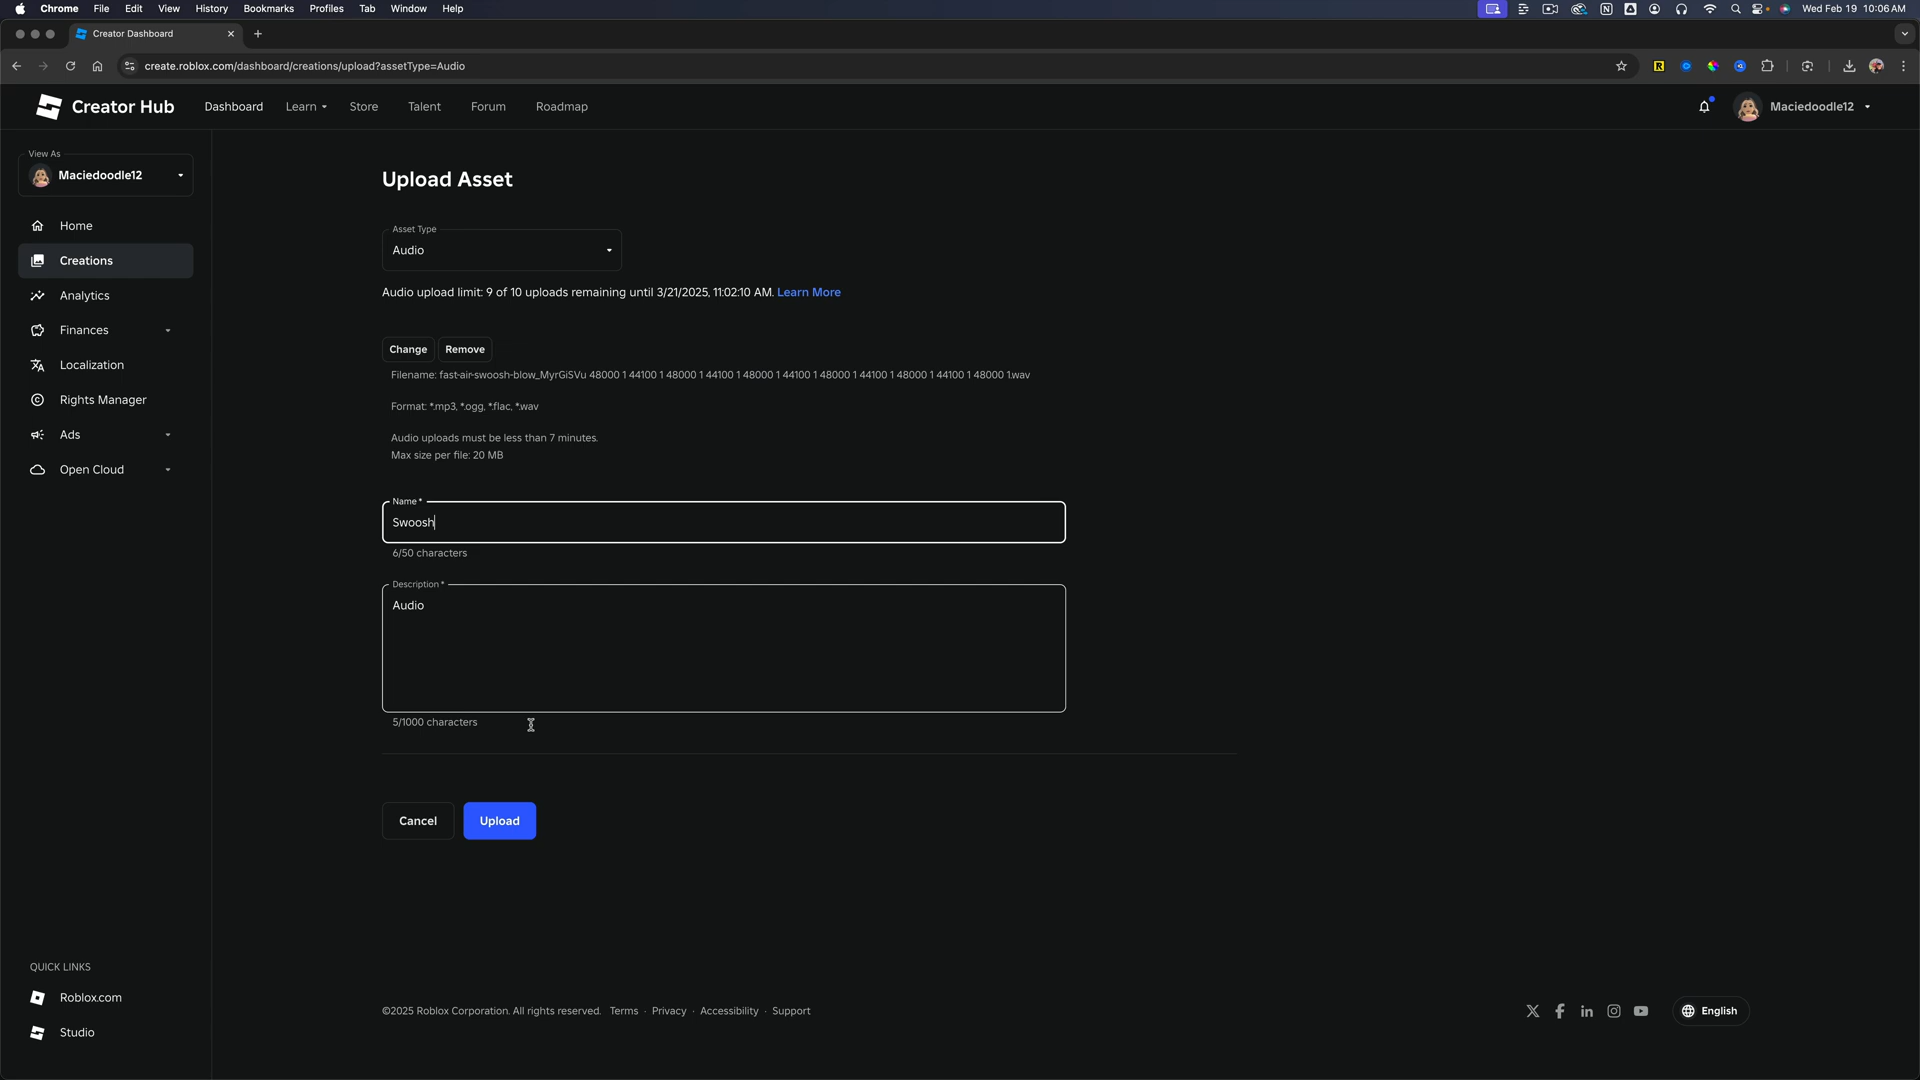 Chrome File Edit View History Bookmarks Profiles Tab Window Help
Wed Feb 19 10:06 AM
Creator Dashboard
create.roblox.com/dashboard/creations/upload?assetType=Audio
Creator Hub
Dashboard Learn Store Talent Forum Roadmap
Maciedoodle12
View As
Maciedoodle12
Home
Creations
Analytics
Finances
Localization
Rights Manager
Ads
Open Cloud
QUICK LINKS
Roblox.com
Studio
Upload Asset
Asset Type
Audio
Audio upload limit: 9 of 10 uploads remaining until 3/21/2025, 11:02:10 AM. Learn More
Change Remove
Filename: fast-air-swoosh-blow_MyrGiSVu 48000 1 44100 1 48000 1 44100 1 48000 1 44100 1 48000 1 44100 1 48000 1 44100 1 48000 1.wav
Format: *.mp3, *.ogg, *.flac, *.wav
Audio uploads must be less than 7 minutes.
Max size per file: 20 MB
Name *
Swoosh
6/50 characters
Description *
Audio
5/1000 characters
Cancel Upload
©2025 Roblox Corporation. All rights reserved. Terms · Privacy · Accessibility · Support
English